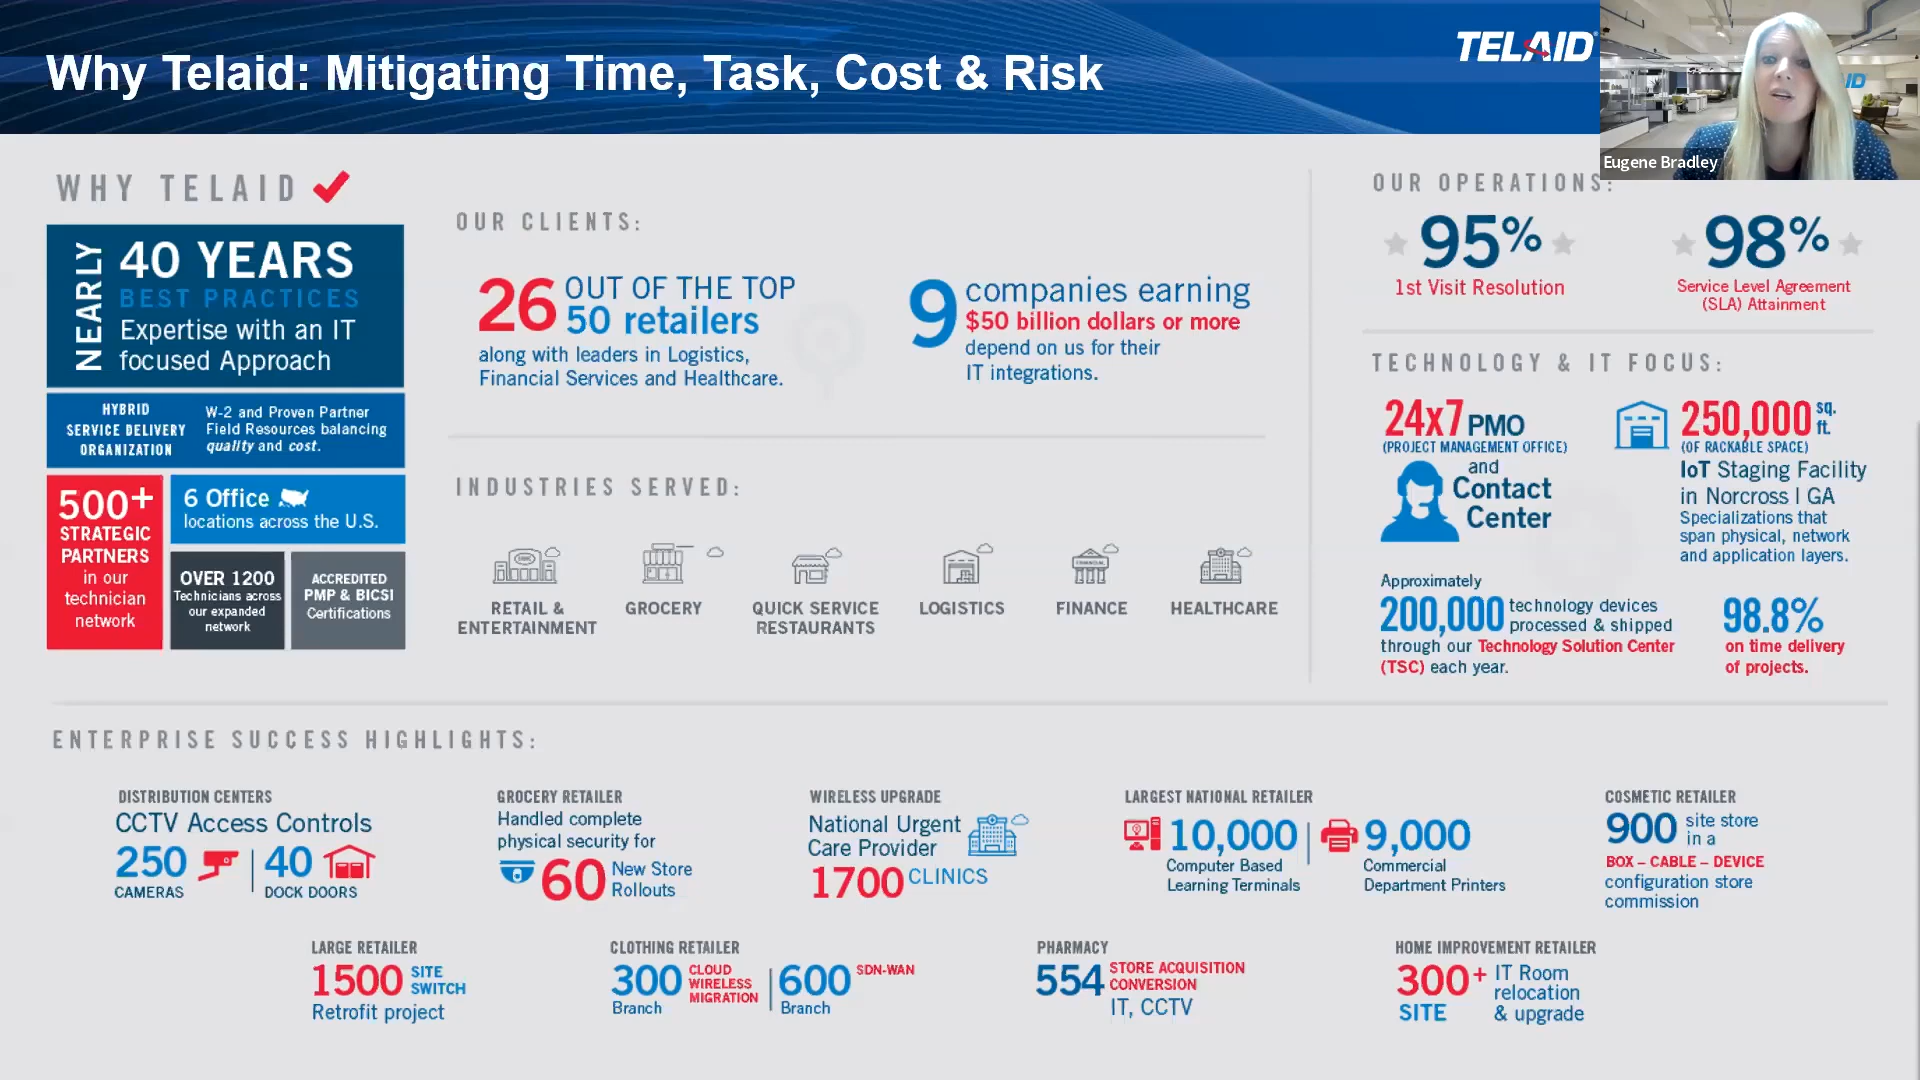 Why Telaid: Mitigating Time, Task, Cost & Risk
TELAID
ID
Eugene Bradley
WHY TELAID
NEARLY
40 YEARS
BEST PRACTICES
Expertise with an IT
focused Approach
HYBRID
SERVICE DELIVERY
ORGANIZATION
W-2 and Proven Partner
Field Resources balancing
quality and cost.
500+
STRATEGIC
PARTNERS
in our
technician
network
6 Office
locations across the U.S.
OVER 1200
Technicians across
our expanded
network
ACCREDITED
PMP & BICSI
Certifications
OUR CLIENTS:
26 OUT OF THE TOP
50 retailers
along with leaders in Logistics,
Financial Services and Healthcare.
9 companies earning
$50 billion dollars or more
depend on us for their
IT integrations.
INDUSTRIES SERVED:
RETAIL &
ENTERTAINMENT
GROCERY
QUICK SERVICE
RESTAURANTS
LOGISTICS
FINANCE
HEALTHCARE
OUR OPERATIONS:
95%
1st Visit Resolution
98%
Service Level Agreement
(SLA) Attainment
TECHNOLOGY & IT FOCUS:
24x7 PMO
(PROJECT MANAGEMENT OFFICE)
and
Contact
Center
250,000 sq. ft.
(OF RACKABLE SPACE)
IoT Staging Facility
in Norcross | GA
Specializations that
span physical, network
and application layers.
Approximately
200,000 technology devices
processed & shipped
through our Technology Solution Center
(TSC) each year.
98.8%
on time delivery
of projects.
ENTERPRISE SUCCESS HIGHLIGHTS:
DISTRIBUTION CENTERS
CCTV Access Controls
250
CAMERAS
40
DOCK DOORS
GROCERY RETAILER
Handled complete
physical security for
60 New Store
Rollouts
WIRELESS UPGRADE
National Urgent
Care Provider
1700 CLINICS
LARGEST NATIONAL RETAILER
10,000
Computer Based
Learning Terminals
9,000
Commercial
Department Printers
COSMETIC RETAILER
900 site store
in a
BOX – CABLE – DEVICE
configuration store
commission
LARGE RETAILER
1500 SITE
SWITCH
Retrofit project
CLOTHING RETAILER
300 CLOUD
WIRELESS
MIGRATION
Branch
600 SDN-WAN
Branch
PHARMACY
554 STORE ACQUISITION
CONVERSION
IT, CCTV
HOME IMPROVEMENT RETAILER
300+ IT Room
relocation
SITE & upgrade